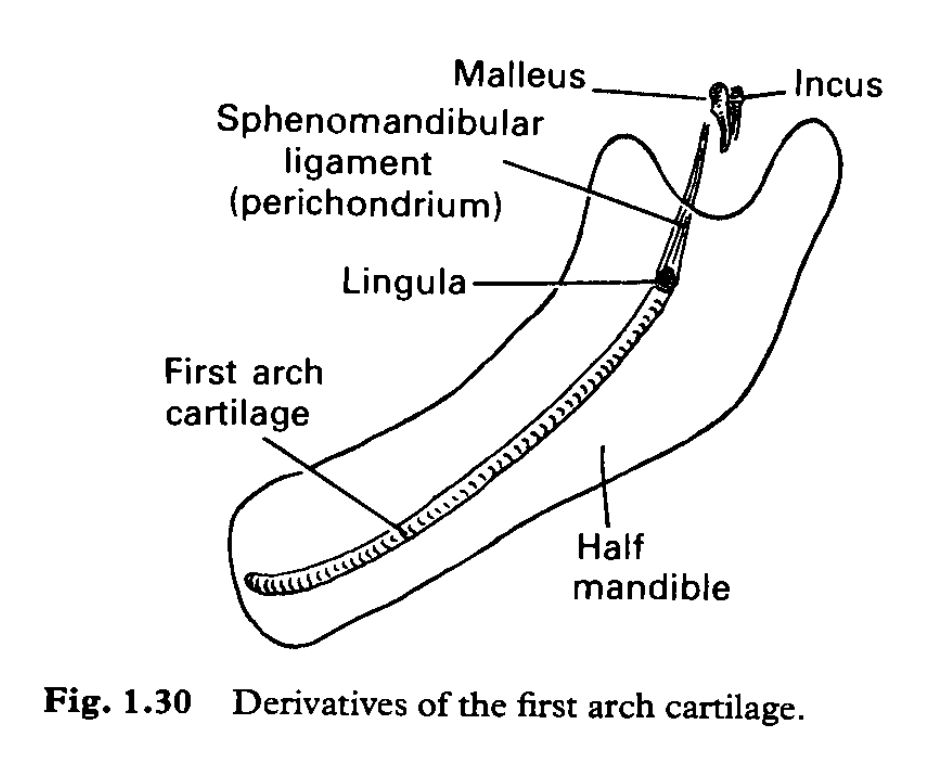 Malleus
Incus
Sphenomandibular
ligament
(perichondrium)
Lingula
First arch
cartilage
Half
mandible
Fig. 1.30 Derivatives of the first arch cartilage.